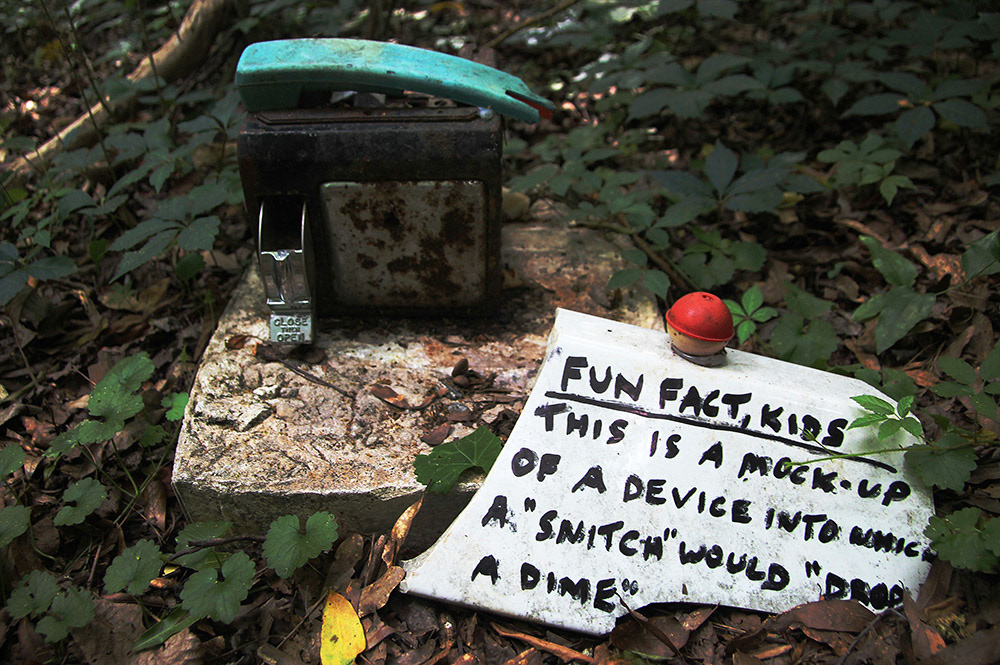 CLOSE
THEN
OPEN
FUN FACT, KIDS
THIS IS A MOCK-UP
OF A DEVICE INTO WHICH
A "SNITCH" WOULD "DROP
A DIME"